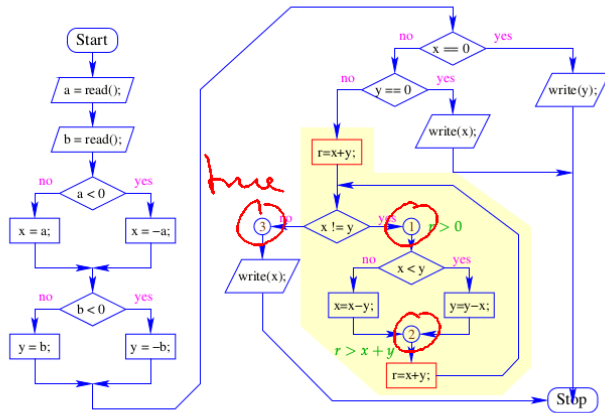 Start
a = read();
b = read();
a < 0
no
yes
x = a;
x = −a;
b < 0
no
yes
y = b;
y = −b;
x == 0
no
yes
y == 0
no
yes
write(y);
write(x);
r=x+y;
true
x != y
no
yes
3
1
r > 0
write(x);
x < y
no
yes
x=x−y;
y=y−x;
2
r > x + y
r=x+y;
Stop